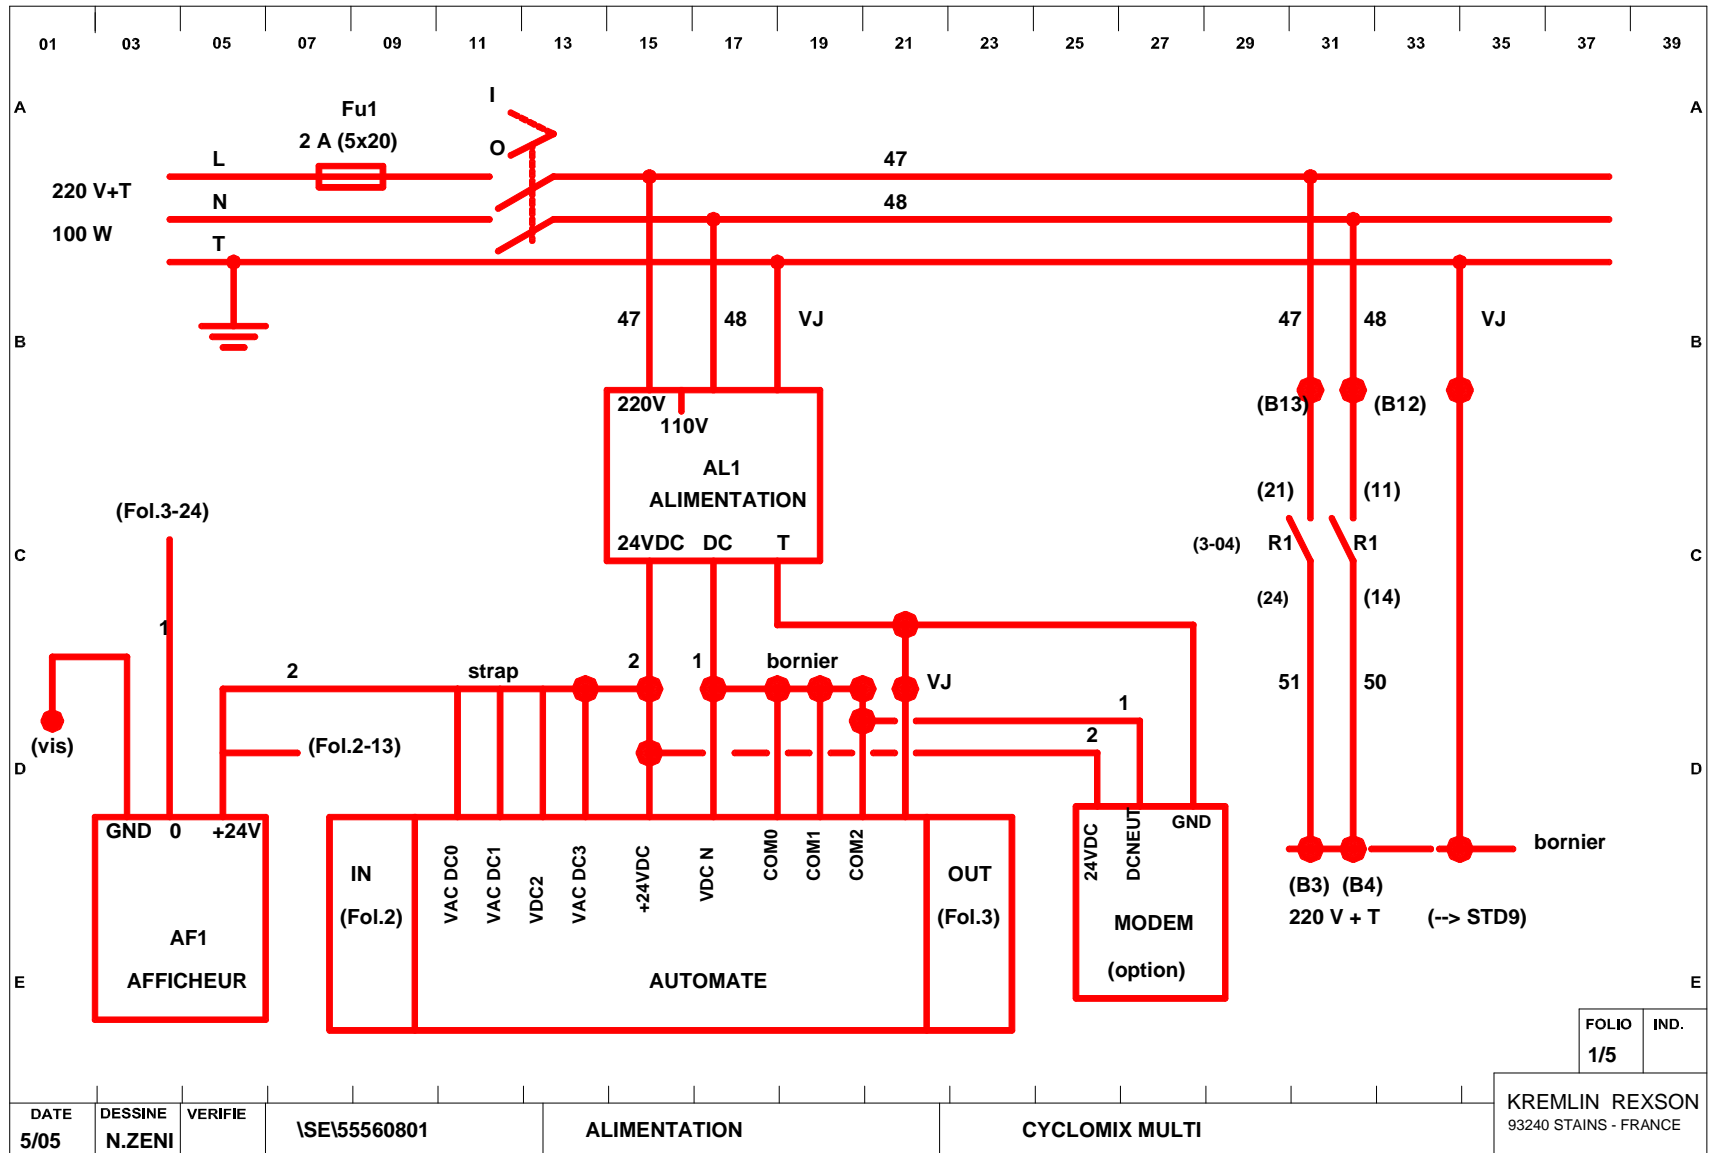 01 03 05 07 09 11 13 15 17 19 21 23 25 27 29 31 33 35 37 39
A A
Fu1 I
2 A (5x20) O
L 47
220 V+T
N 48
100 W
T
47 48 VJ 47 48 VJ
B B
220V (B13) (B12)
110V
AL1
ALIMENTATION (21) (11)
(Fol.3-24)
24VDC DC T (3-04) R1 R1
C C
(24) (14)
1
2 strap 2 1 bornier VJ 51 50
1
(vis) (Fol.2-13) 2
D D
GND 0 +24V GND
24VDC
DCNEUT
bornier
VAC DC0
VAC DC1
VDC2
VAC DC3
+24VDC
VDC N
COM0
COM1
COM2
IN OUT (B3) (B4)
(Fol.2) (Fol.3) MODEM 220 V + T (--> STD9)
AF1 (option)
E AFFICHEUR AUTOMATE E
FOLIO IND.
1/5
DATE DESSINE VERIFIE
5/05 N.ZENI \SE\55560801 ALIMENTATION CYCLOMIX MULTI
KREMLIN REXSON
93240 STAINS - FRANCE